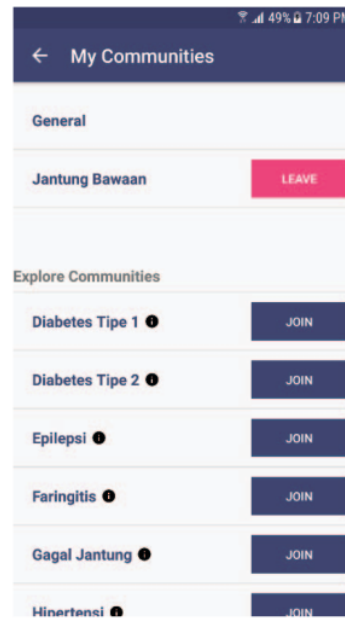 49% 7:09 PM
My Communities
General
Jantung Bawaan LEAVE
Explore Communities
Diabetes Tipe 1 JOIN
Diabetes Tipe 2 JOIN
Epilepsi JOIN
Faringitis JOIN
Gagal Jantung JOIN
Hipertensi JOIN